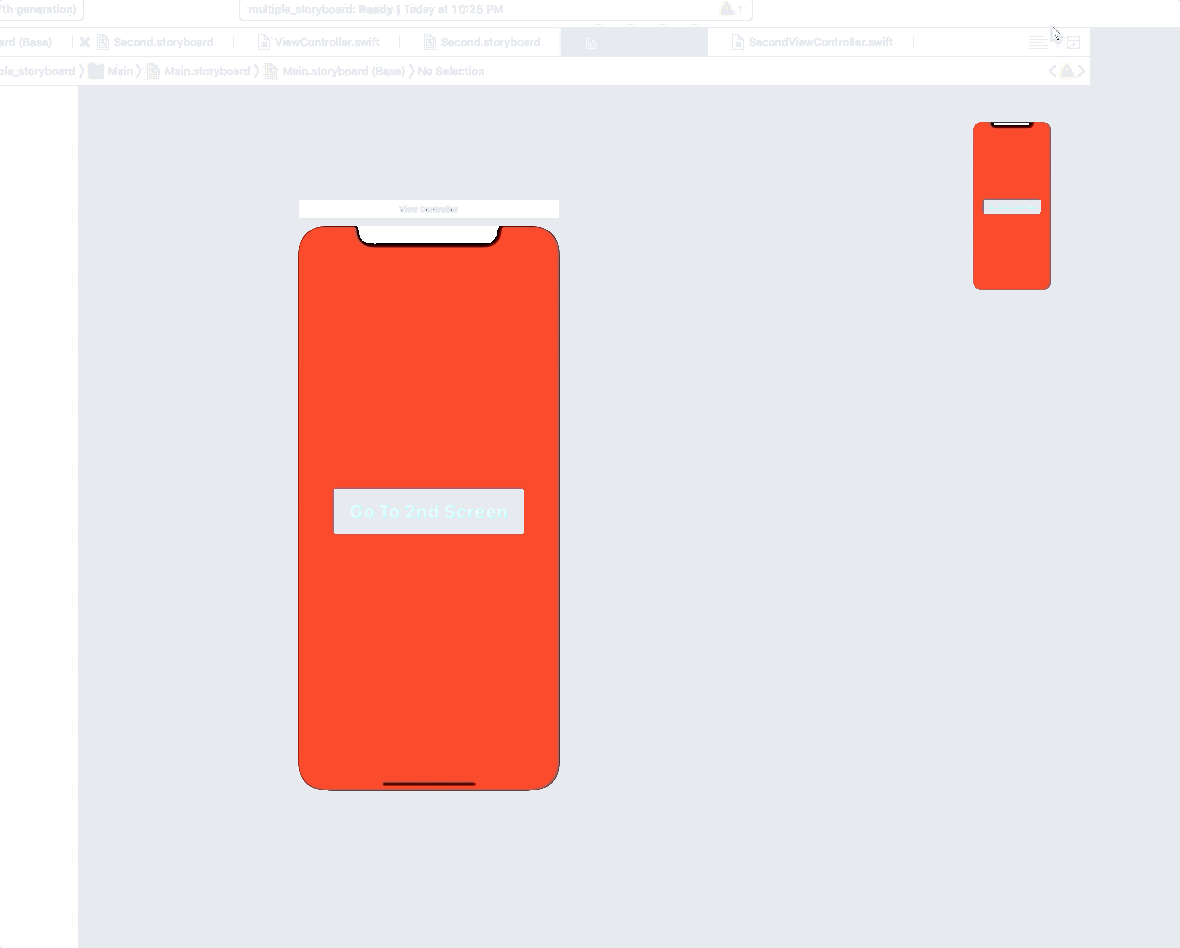 th generation)
multiple_storyboard: Ready | Today at 10:25 PM
1
ard (Base)
Second.storyboard
ViewController.swift
Second.storyboard
SecondViewController.swift
ple_storyboard
Main
Main.storyboard
Main.storyboard (Base)
No Selection
View Controller
Go To 2nd Screen